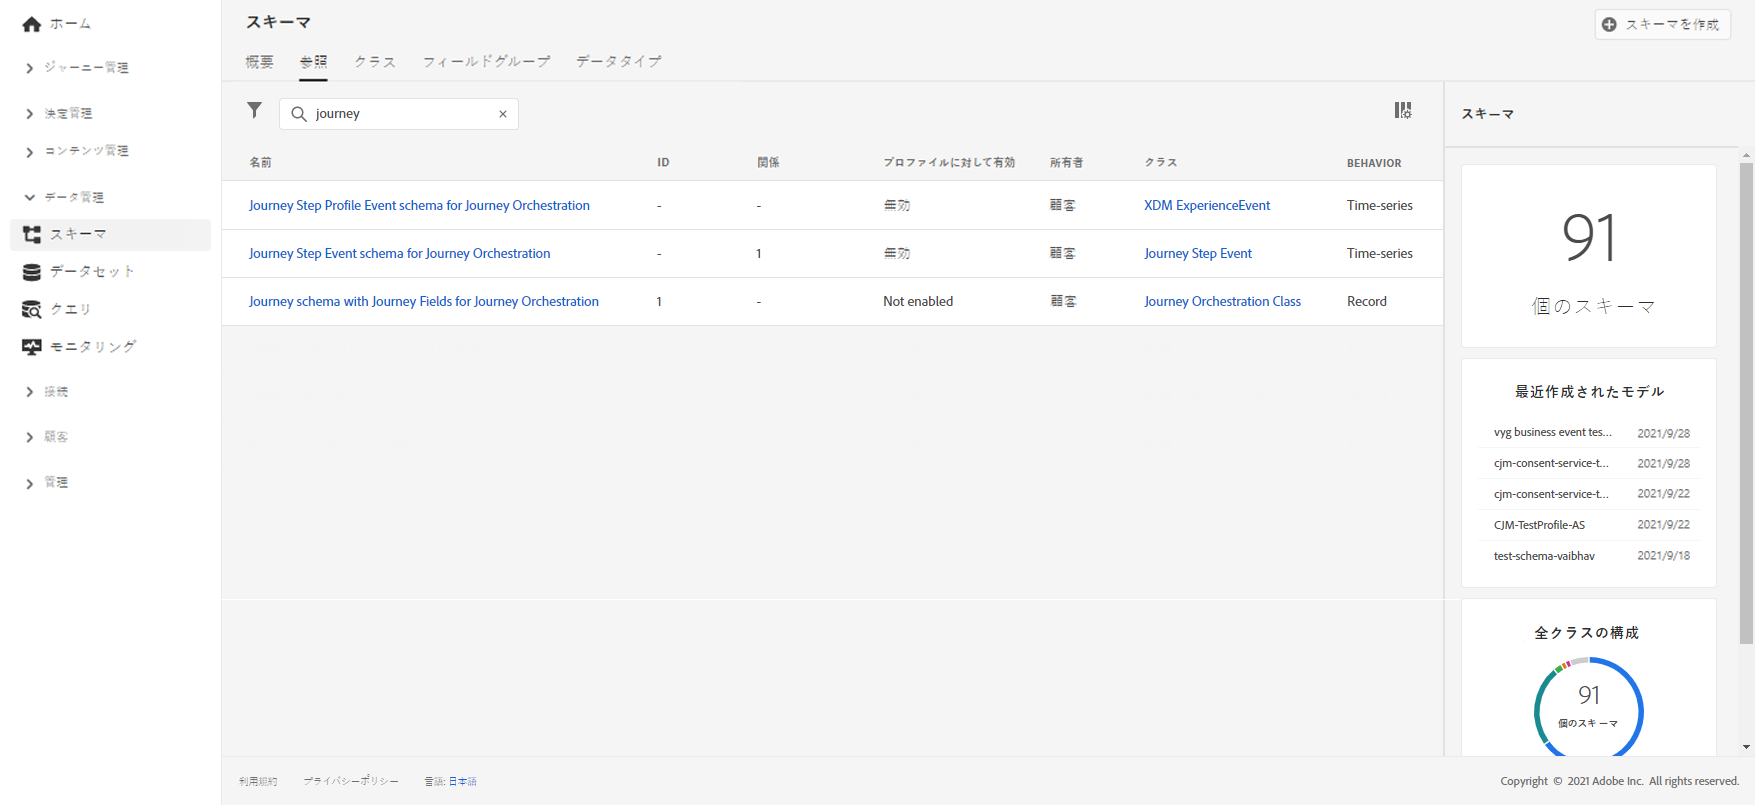 ホーム
ジャーニー管理
決定管理
コンテンツ管理
データ管理
スキーマ
データセット
クエリ
モニタリング
接続
顧客
管理
スキーマ
スキーマを作成
概要 参照 クラス フィールドグループ データタイプ
journey
名前 ID 関係 プロファイルに対して有効 所有者 クラス BEHAVIOR
Journey Step Profile Event schema for Journey Orchestration - - 無効 顧客 XDM ExperienceEvent Time-series
Journey Step Event schema for Journey Orchestration - 1 無効 顧客 Journey Step Event Time-series
Journey schema with Journey Fields for Journey Orchestration 1 - Not enabled 顧客 Journey Orchestration Class Record
スキーマ
91
個のスキーマ
最近作成されたモデル
vyg business event tes... 2021/9/28
cjm-consent-service-t... 2021/9/28
cjm-consent-service-t... 2021/9/22
CJM-TestProfile-AS 2021/9/22
test-schema-vaibhav 2021/9/18
全クラスの構成
91
個のスキーマ
利用規約 プライバシーポリシー 言語: 日本語
Copyright © 2021 Adobe Inc. All rights reserved.